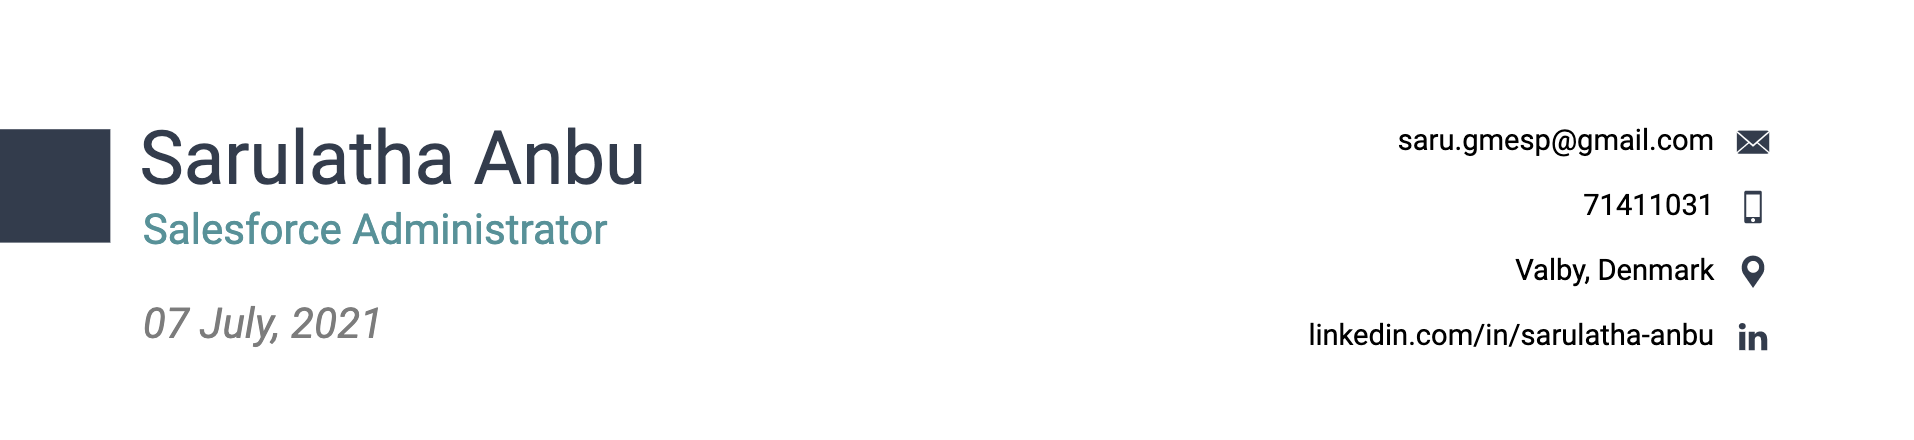 Sarulatha Anbu
Salesforce Administrator
07 July, 2021
saru.gmesp@gmail.com
71411031
Valby, Denmark
linkedin.com/in/sarulatha-anbu
in